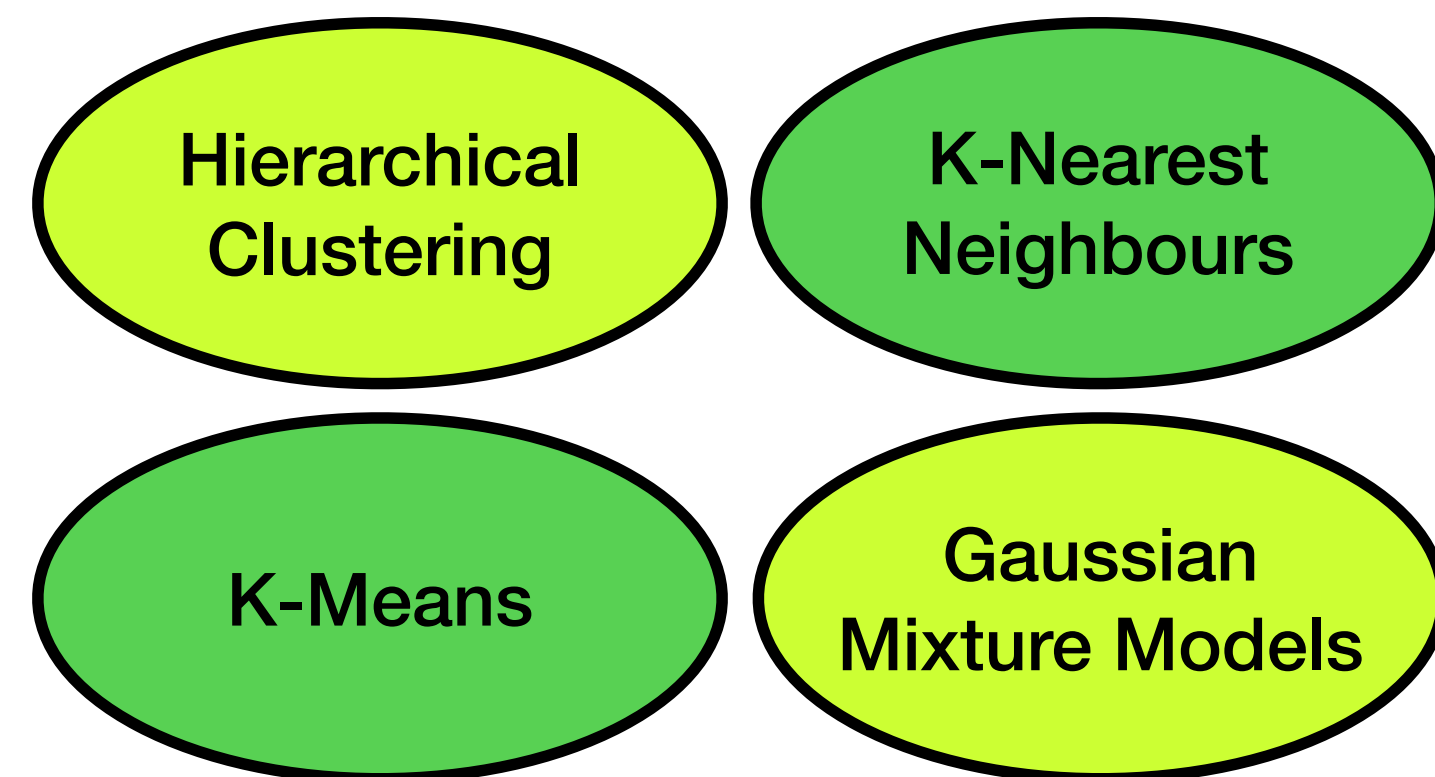 Hierarchical
Clustering
K-Nearest
Neighbours
K-Means
Gaussian
Mixture Models